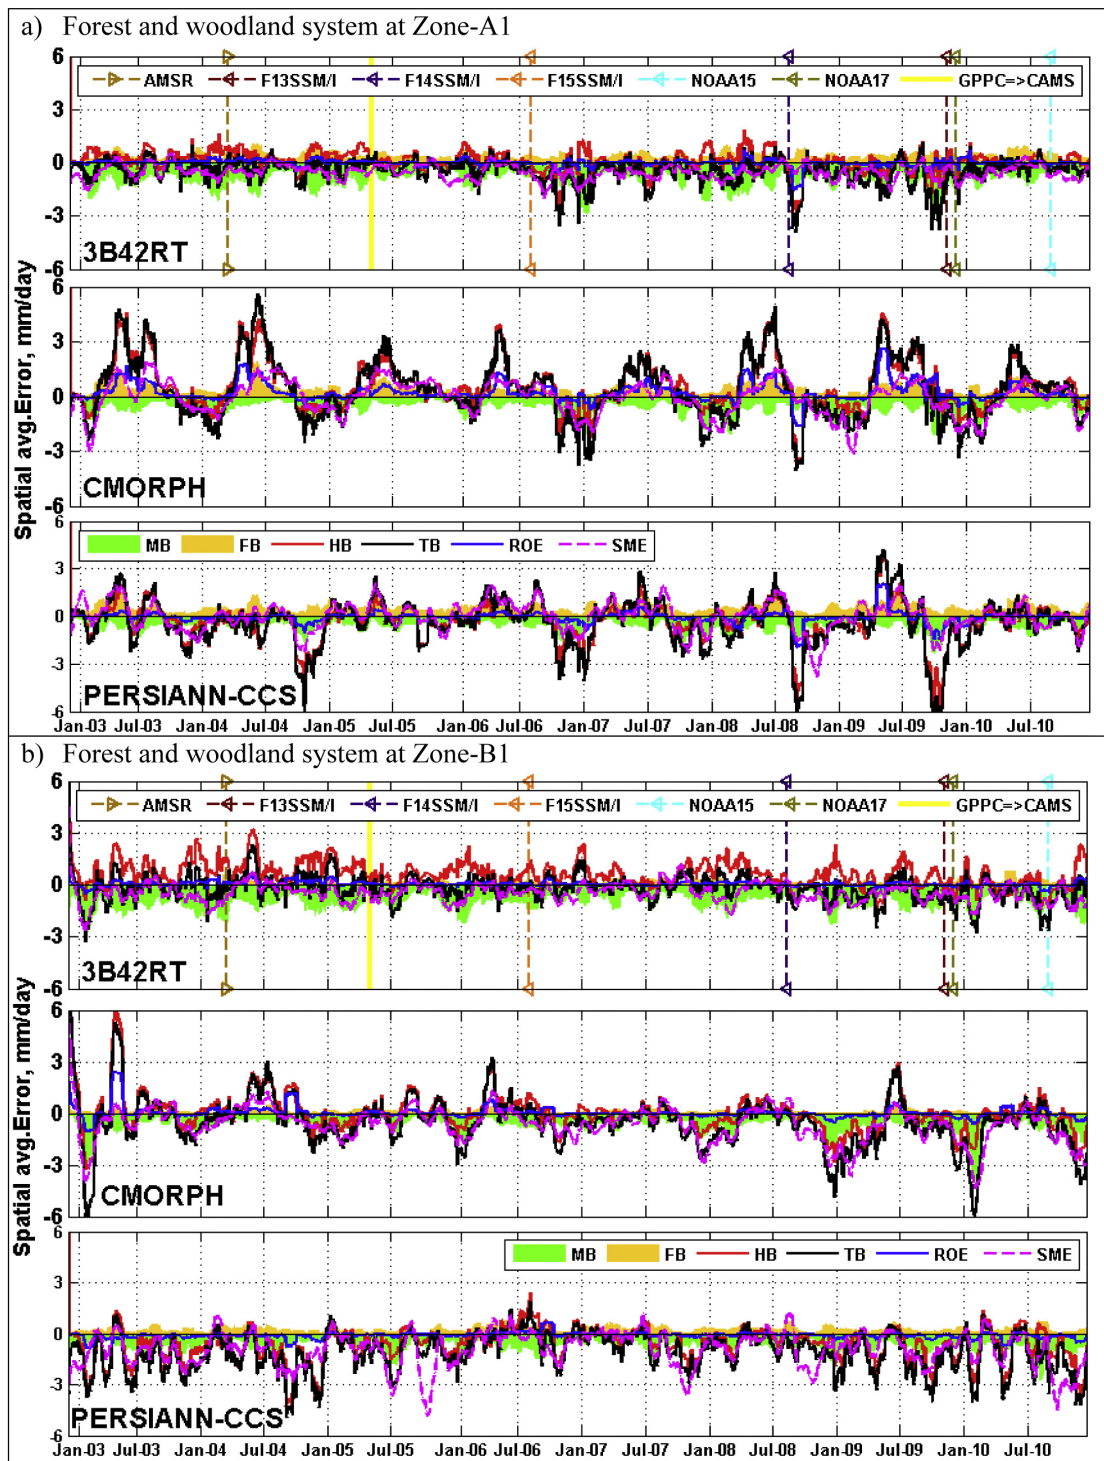 a) Forest and woodland system at Zone-A1
6
AMSR F13SSM/I F14SSM/I F15SSM/I NOAA15 NOAA17 GPPC=>CAMS
3
0
-3
3B42RT
-6
Spatial avg.Error, mm/day
6
3
0
-3
CMORPH
-6
6
MB FB HB TB ROE SME
3
0
-3
PERSIANN-CCS
-6
Jan-03 Jul-03 Jan-04 Jul-04 Jan-05 Jul-05 Jan-06 Jul-06 Jan-07 Jul-07 Jan-08 Jul-08 Jan-09 Jul-09 Jan-10 Jul-10
b) Forest and woodland system at Zone-B1
6
AMSR F13SSM/I F14SSM/I F15SSM/I NOAA15 NOAA17 GPPC=>CAMS
3
0
-3
3B42RT
-6
Spatial avg.Error, mm/day
6
3
0
-3
CMORPH
-6
6
MB FB HB TB ROE SME
3
0
-3
PERSIANN-CCS
-6
Jan-03 Jul-03 Jan-04 Jul-04 Jan-05 Jul-05 Jan-06 Jul-06 Jan-07 Jul-07 Jan-08 Jul-08 Jan-09 Jul-09 Jan-10 Jul-10